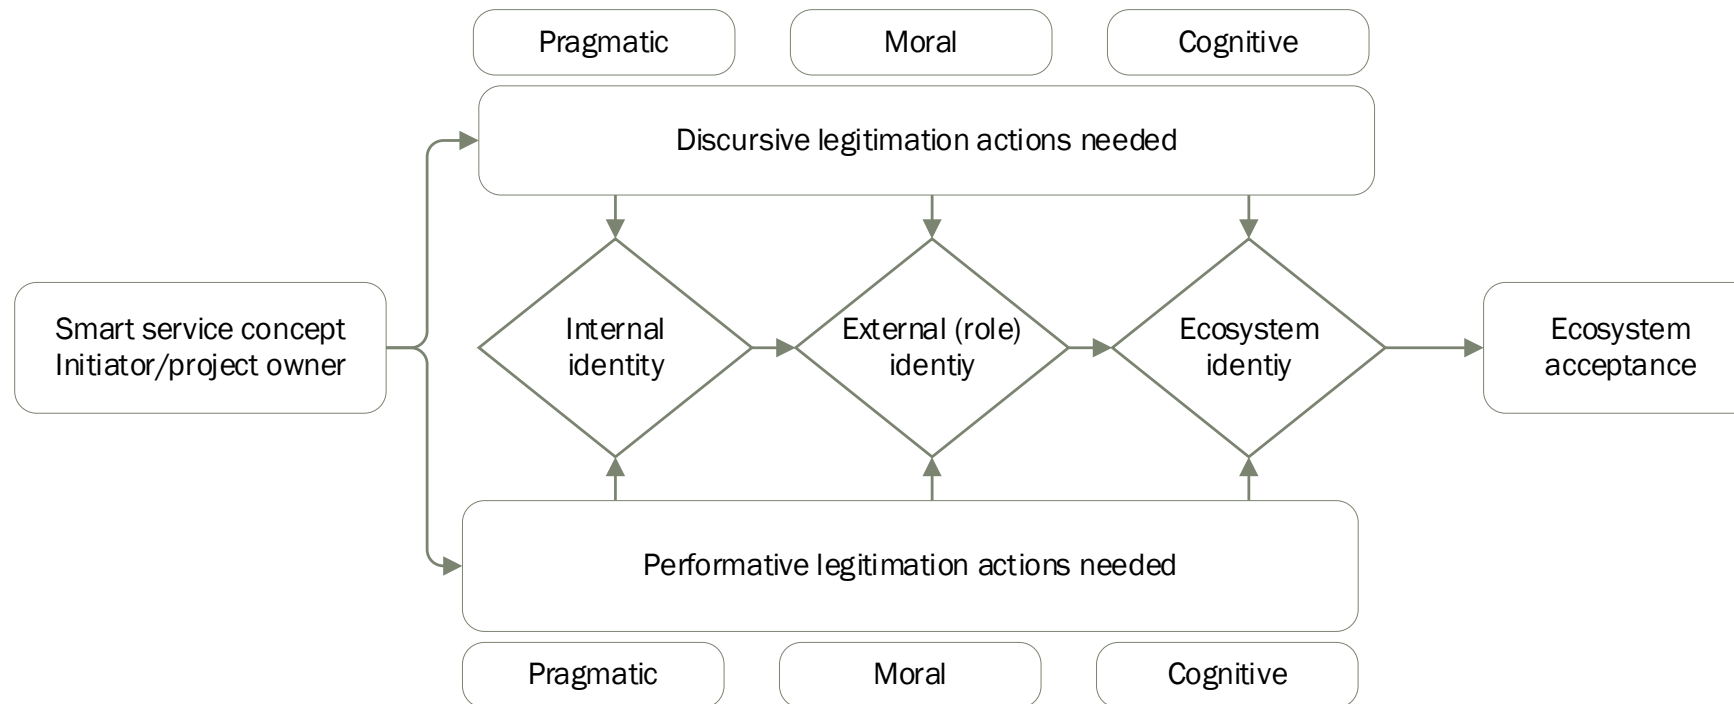 Pragmatic
Moral
Cognitive
Discursive legitimation actions needed
Smart service concept
Initiator/project owner
Internal
identity
External (role)
identiy
Ecosystem
identiy
Ecosystem
acceptance
Performative legitimation actions needed
Pragmatic
Moral
Cognitive